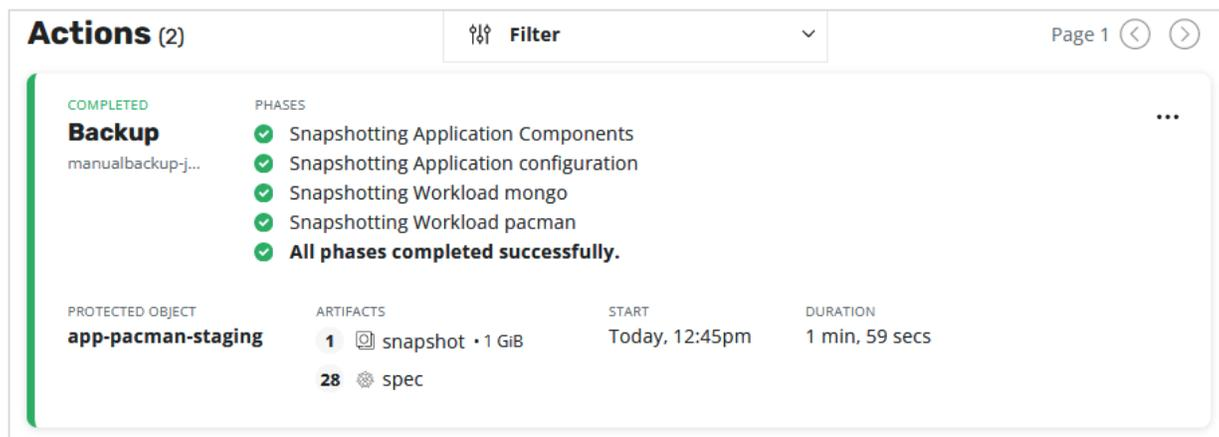 Actions (2)
Filter
Page 1
COMPLETED
Backup
manualbackup-j...
PHASES
Snapshotting Application Components
Snapshotting Application configuration
Snapshotting Workload mongo
Snapshotting Workload pacman
All phases completed successfully.
PROTECTED OBJECT
app-pacman-staging
ARTIFACTS
1 snapshot • 1 GiB
28 spec
START
Today, 12:45pm
DURATION
1 min, 59 secs